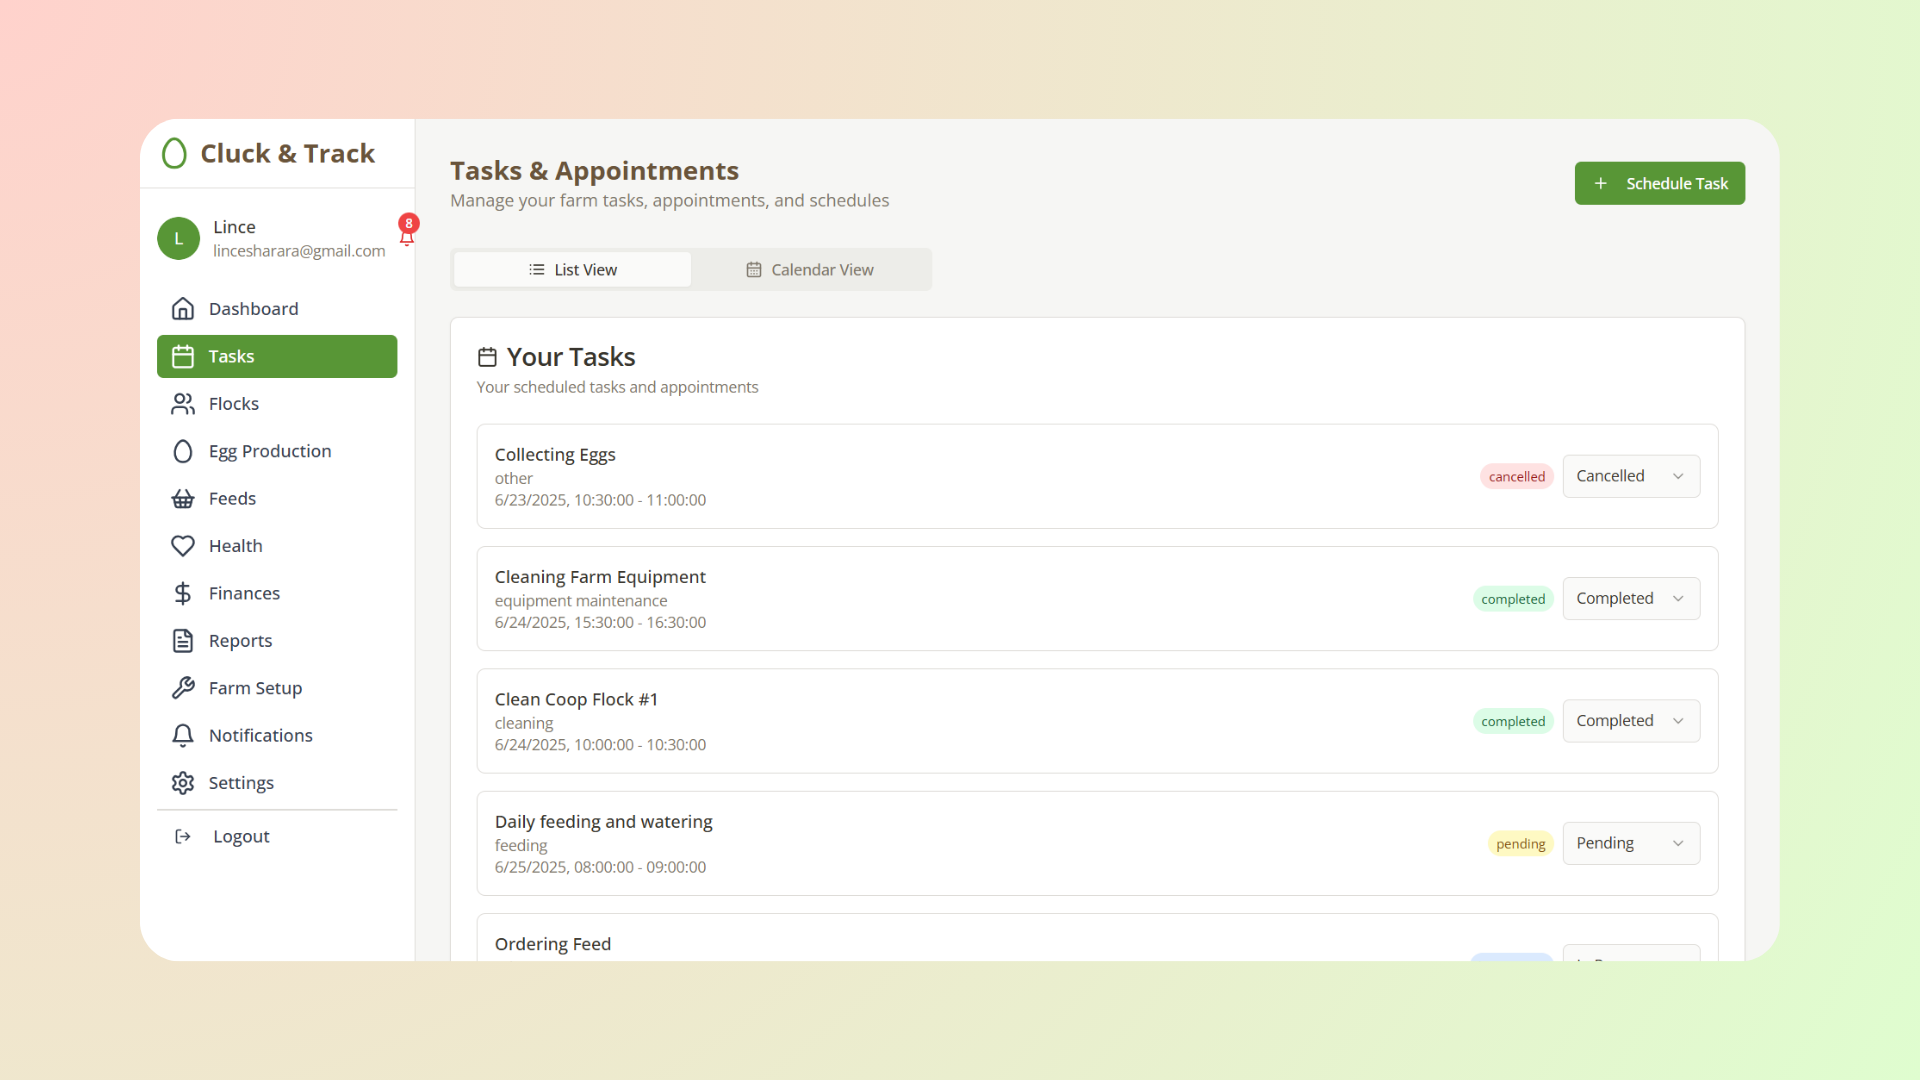 Cluck & Track
L
Lince
lincesharara@gmail.com
8
Dashboard
Tasks
Flocks
Egg Production
Feeds
Health
Finances
Reports
Farm Setup
Notifications
Settings
Logout
Tasks & Appointments
Manage your farm tasks, appointments, and schedules
+ Schedule Task
List View
Calendar View
Your Tasks
Your scheduled tasks and appointments
Collecting Eggs
other
6/23/2025, 10:30:00 - 11:00:00
cancelled
Cancelled
Cleaning Farm Equipment
equipment maintenance
6/24/2025, 15:30:00 - 16:30:00
completed
Completed
Clean Coop Flock #1
cleaning
6/24/2025, 10:00:00 - 10:30:00
completed
Completed
Daily feeding and watering
feeding
6/25/2025, 08:00:00 - 09:00:00
pending
Pending
Ordering Feed